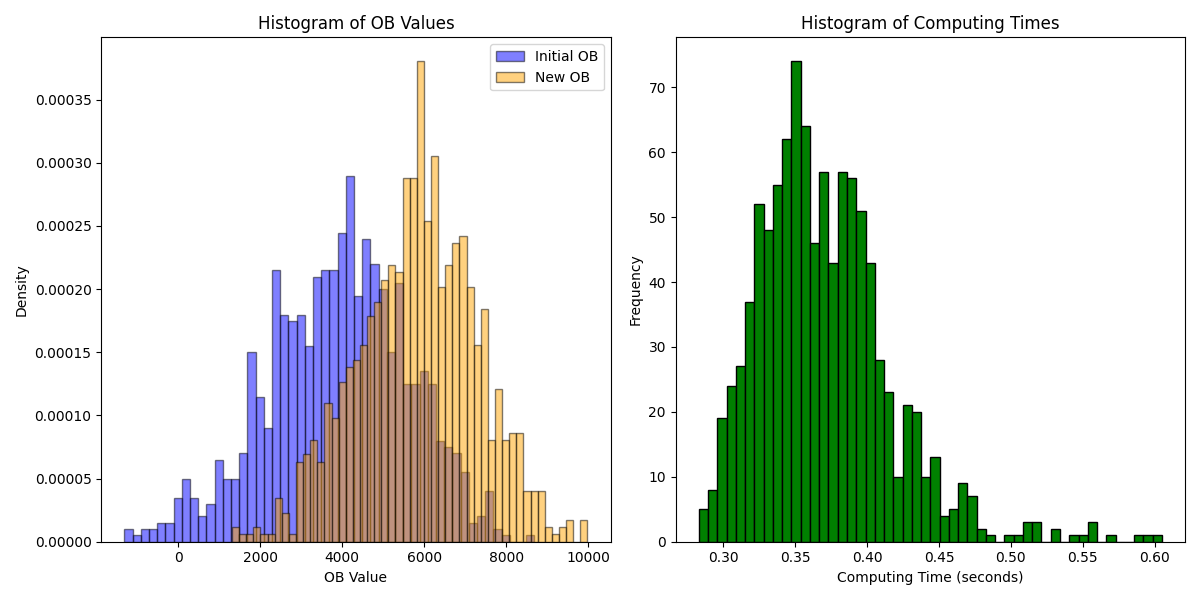 Histogram of OB Values
Initial OB
New OB
0.00035
0.00030
0.00025
0.00020
0.00015
0.00010
0.00005
0.00000
Density
0 2000 4000 6000 8000 10000
OB Value
Histogram of Computing Times
70
60
50
40
30
20
10
0
Frequency
0.30 0.35 0.40 0.45 0.50 0.55 0.60
Computing Time (seconds)